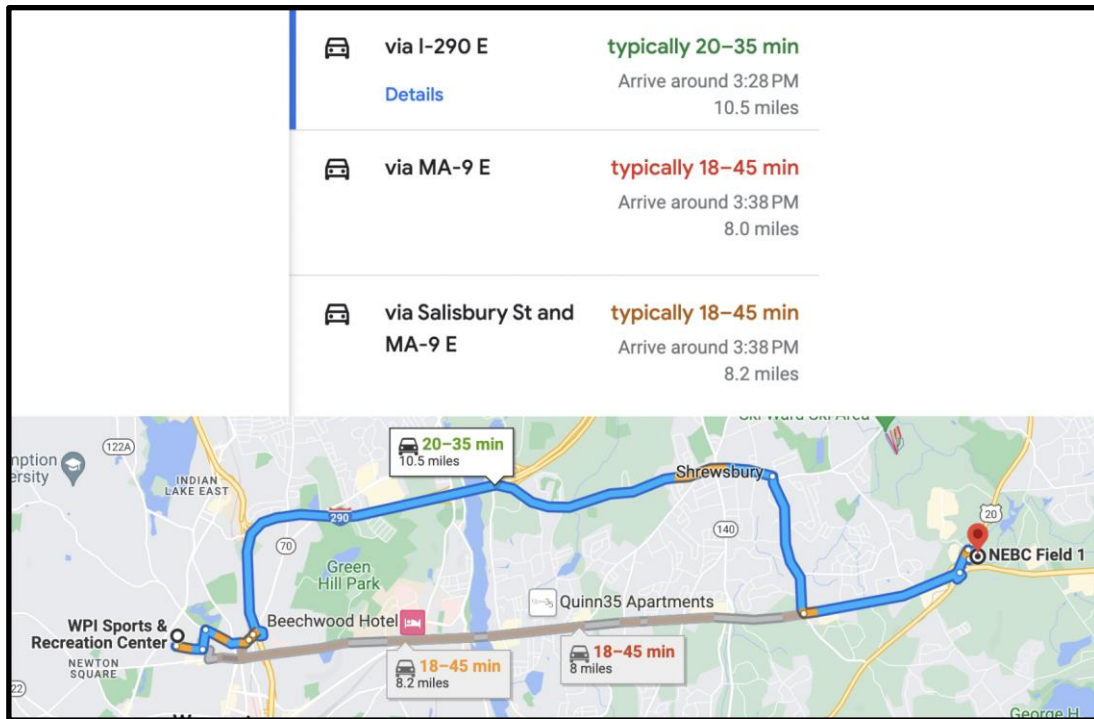 via I-290 E
typically 20–35 min
Details
Arrive around 3:28 PM
10.5 miles
via MA-9 E
typically 18–45 min
Arrive around 3:38 PM
8.0 miles
via Salisbury St and
MA-9 E
typically 18–45 min
Arrive around 3:38 PM
8.2 miles
122A
INDIAN
LAKE EAST
20–35 min
10.5 miles
Shrewsbury
290
70
140
20
Green
Hill Park
NEBC Field 1
Quinn35 Apartments
Beechwood Hotel
WPI Sports &
Recreation Center
NEWTON
SQUARE
18–45 min
8.2 miles
18–45 min
8 miles
George H